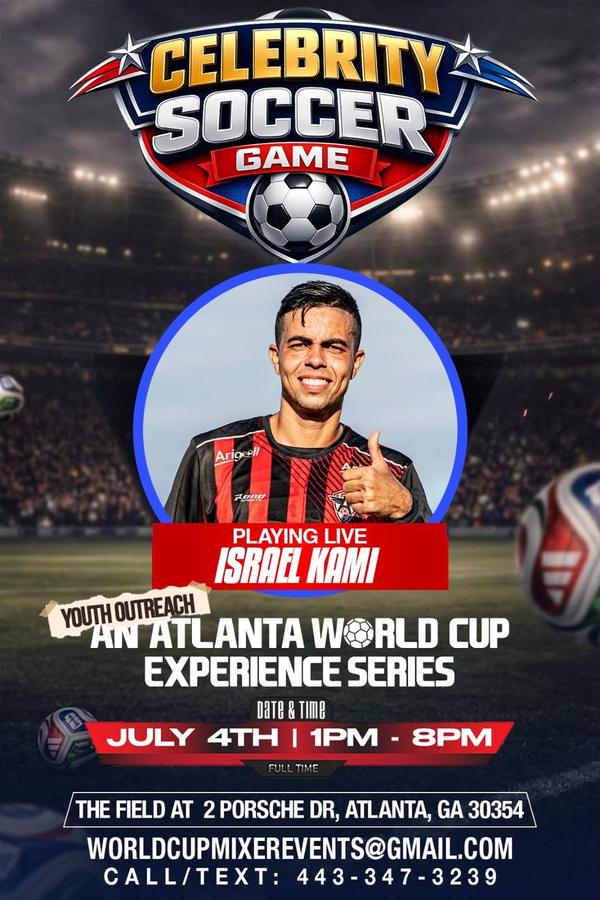 CELEBRITY
SOCCER
GAME
Arigoll
PLAYING LIVE
ISRAEL KAMI
YOUTH OUTREACH
AN ATLANTA WORLD CUP
EXPERIENCE SERIES
DATE & TIME
JULY 4TH | 1PM - 8PM
FULL TIME
THE FIELD AT 2 PORSCHE DR, ATLANTA, GA 30354
WORLDCUPMIXEREVENTS@GMAIL.COM
CALL/TEXT: 443-347-3239